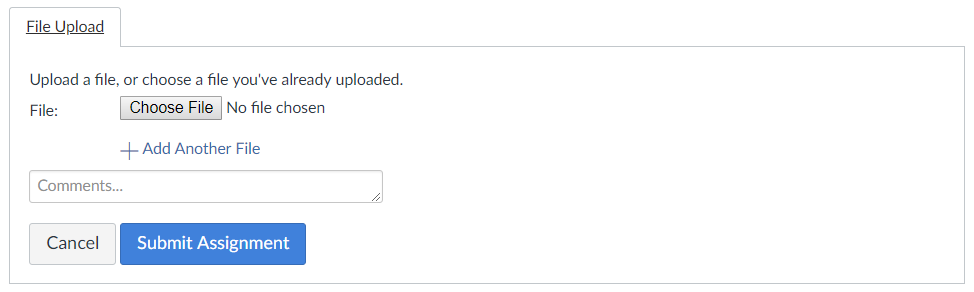 File Upload
Upload a file, or choose a file you've already uploaded.
File: Choose File No file chosen
Add Another File
Comments...
Cancel Submit Assignment